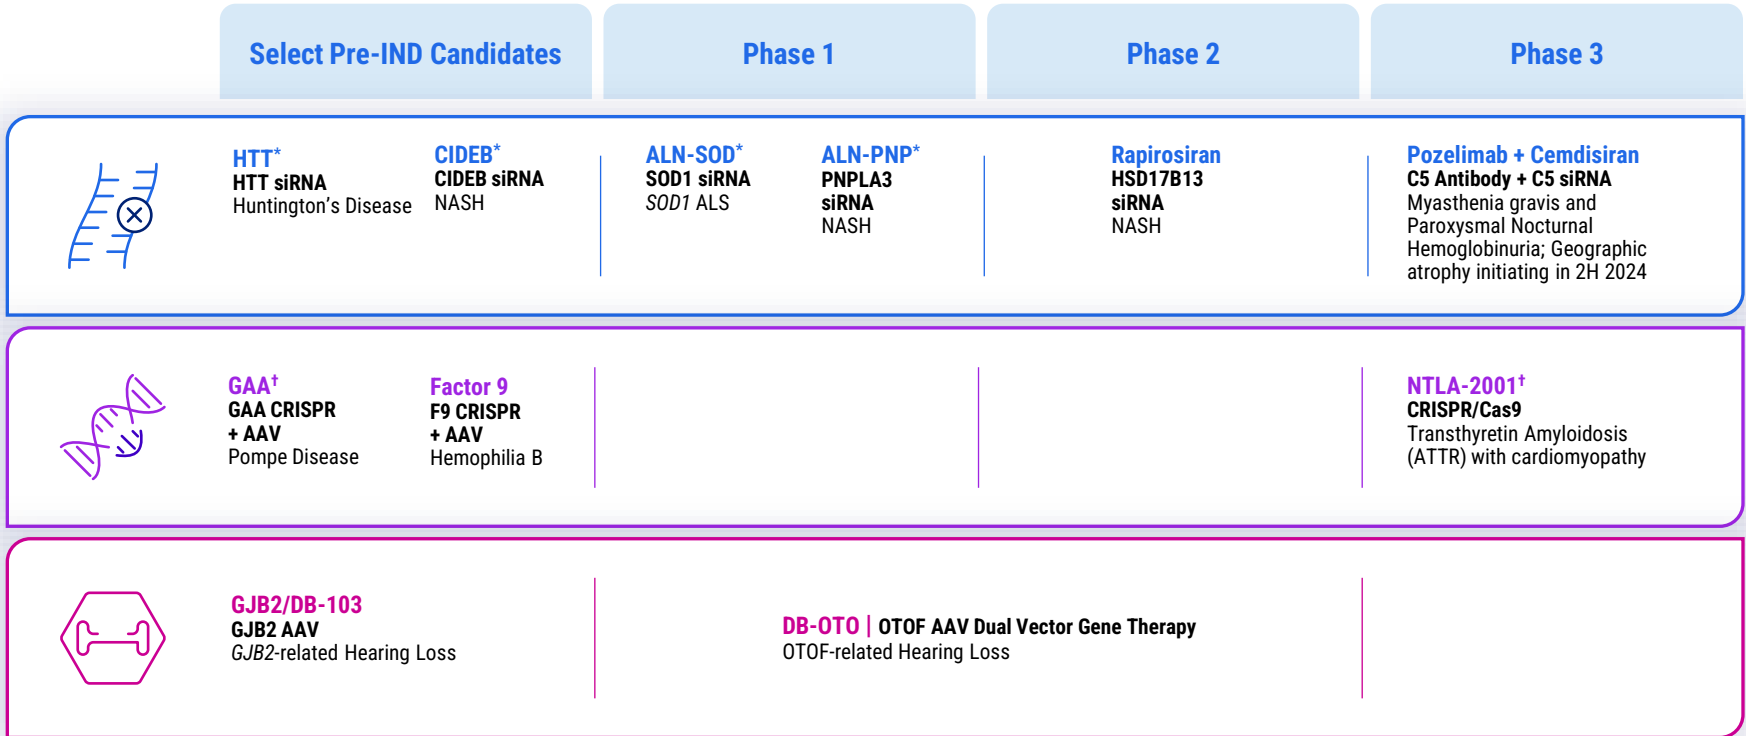 Select Pre-IND Candidates
Phase 1
Phase 2
Phase 3
HTT*
HTT siRNA
Huntington's Disease
CIDEB*
CIDEB siRNA
NASH
ALN-SOD*
SOD1 siRNA
SOD1 ALS
ALN-PNP*
PNPLA3
siRNA
NASH
Rapirosiran
HSD17B13
siRNA
NASH
Pozelimab + Cemdisiran
C5 Antibody + C5 siRNA
Myasthenia gravis and
Paroxysmal Nocturnal
Hemoglobinuria; Geographic
atrophy initiating in 2H 2024
GAA†
GAA CRISPR
+ AAV
Pompe Disease
Factor 9
F9 CRISPR
+ AAV
Hemophilia B
NTLA-2001†
CRISPR/Cas9
Transthyretin Amyloidosis
(ATTR) with cardiomyopathy
GJB2/DB-103
GJB2 AAV
GJB2-related Hearing Loss
DB-OTO | OTOF AAV Dual Vector Gene Therapy
OTOF-related Hearing Loss